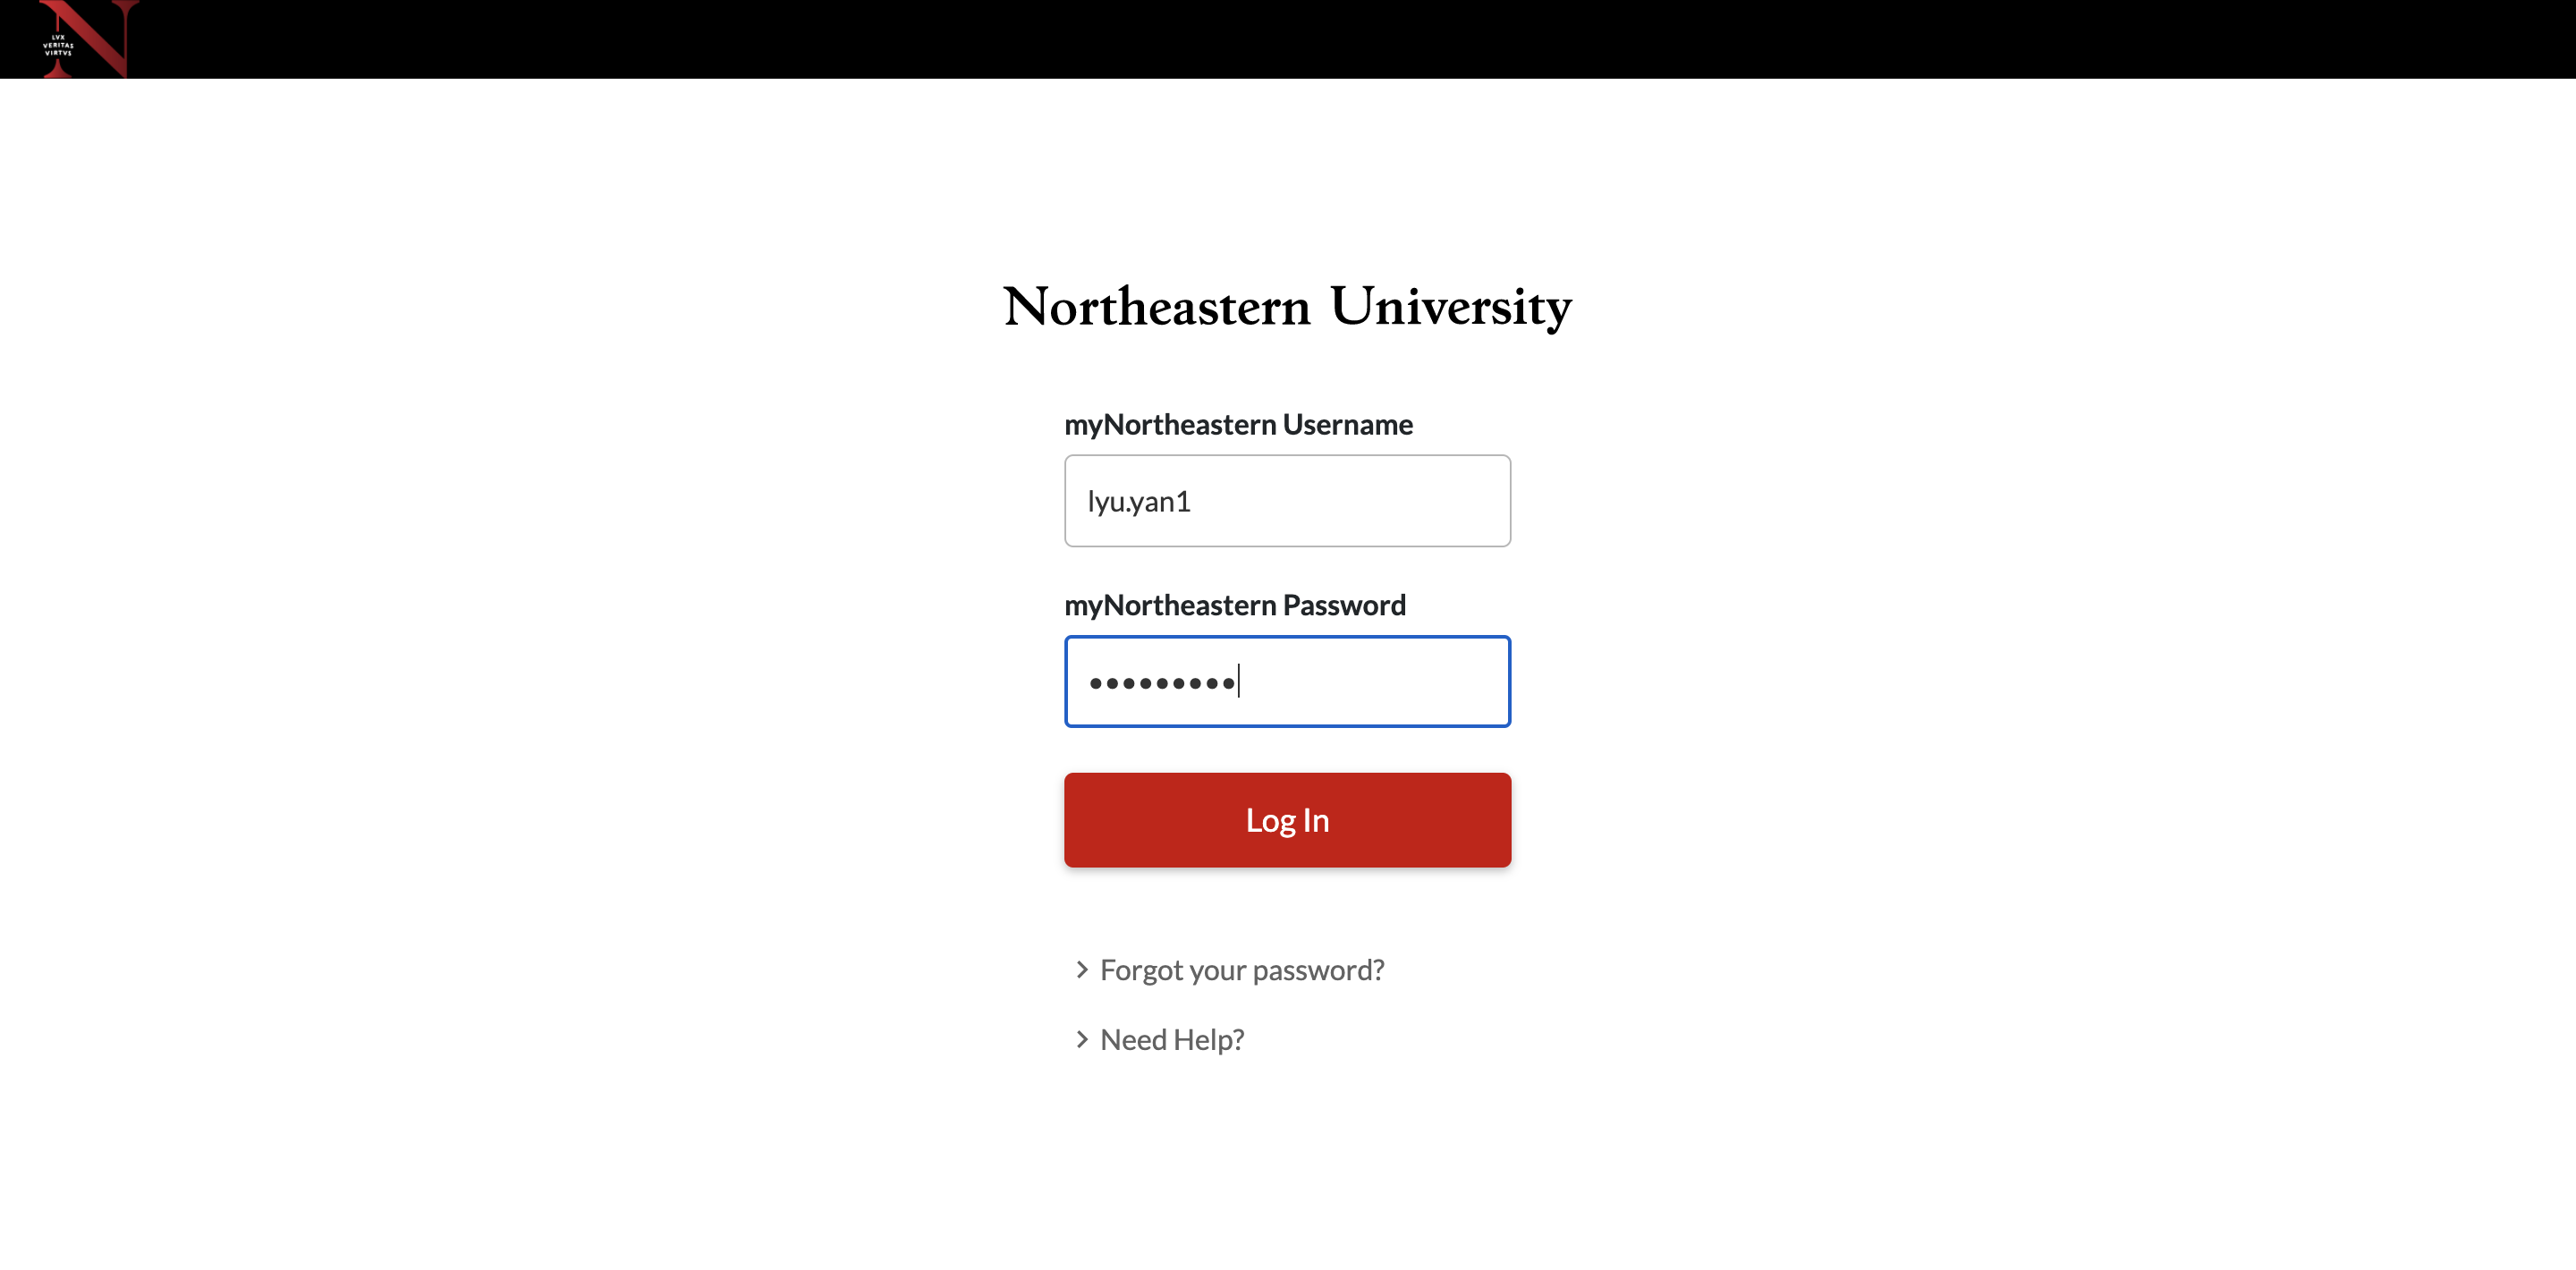 LVX
VERITAS
VIRTVS
Northeastern University
myNortheastern Username
lyu.yan1
myNortheastern Password
•••••••••
Log In
Forgot your password?
Need Help?